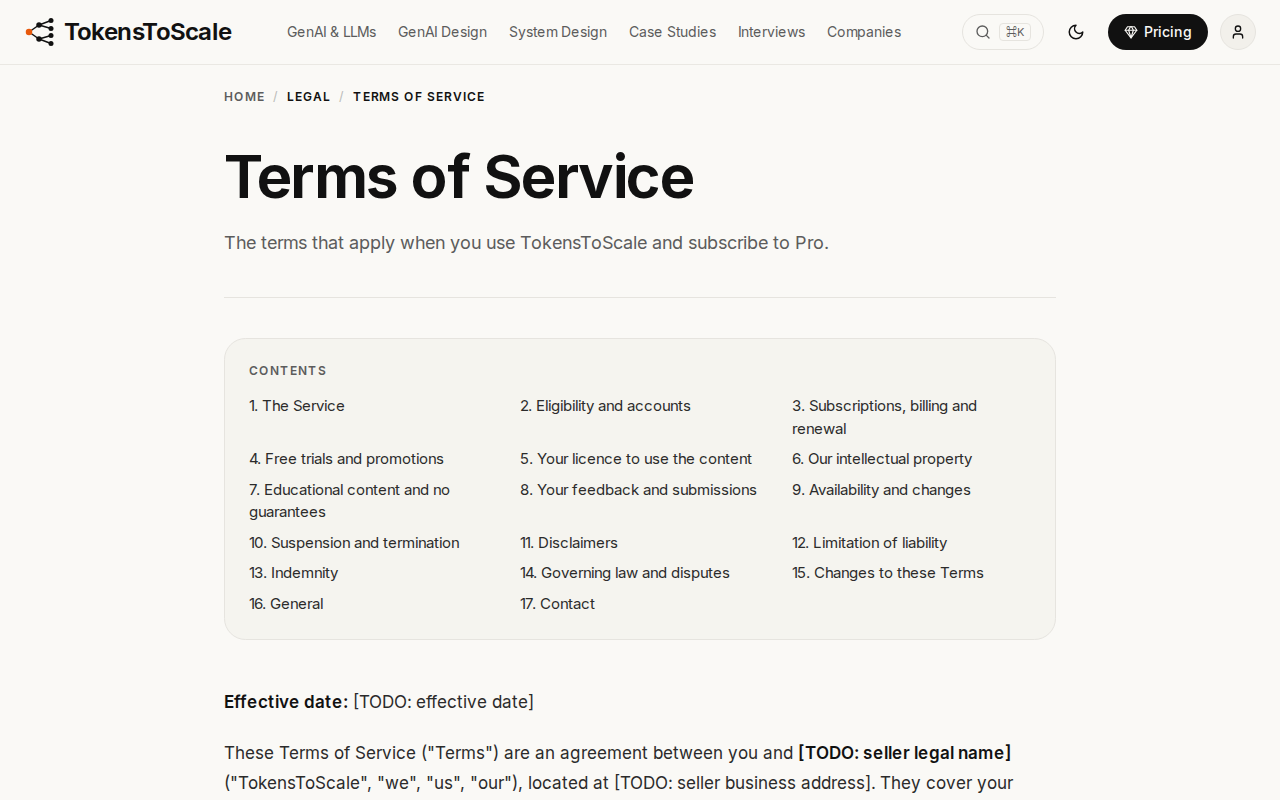 TokensToScale
GenAI & LLMs GenAI Design System Design Case Studies Interviews Companies
⌘K
Pricing
HOME / LEGAL / TERMS OF SERVICE
Terms of Service
The terms that apply when you use TokensToScale and subscribe to Pro.
CONTENTS
1. The Service
2. Eligibility and accounts
3. Subscriptions, billing and
renewal
4. Free trials and promotions
5. Your licence to use the content
6. Our intellectual property
7. Educational content and no
guarantees
8. Your feedback and submissions
9. Availability and changes
10. Suspension and termination
11. Disclaimers
12. Limitation of liability
13. Indemnity
14. Governing law and disputes
15. Changes to these Terms
16. General
17. Contact
Effective date: [TODO: effective date]
These Terms of Service ("Terms") are an agreement between you and [TODO: seller legal name]
("TokensToScale", "we", "us", "our"), located at [TODO: seller business address]. They cover your